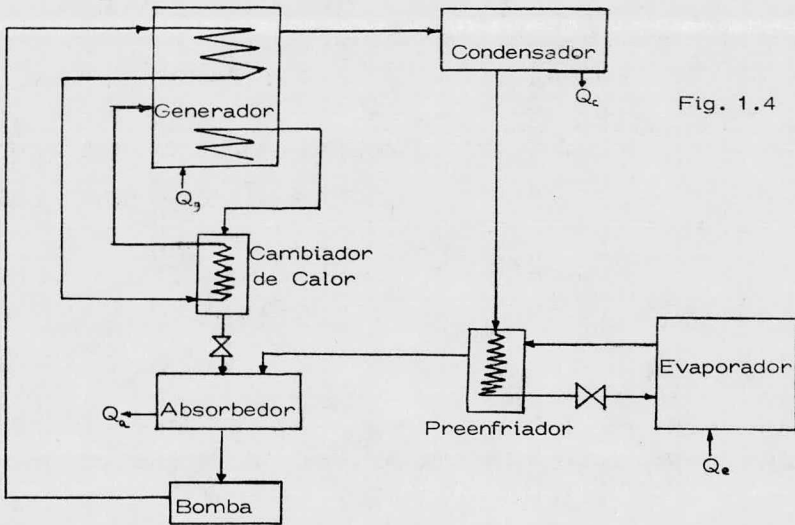 Condensador
Q_c
Fig. 1.4
Generador
Q_g
Cambiador
de Calor
Evaporador
Absorbedor
Q_a
Preenfriador
Q_e
Bomba